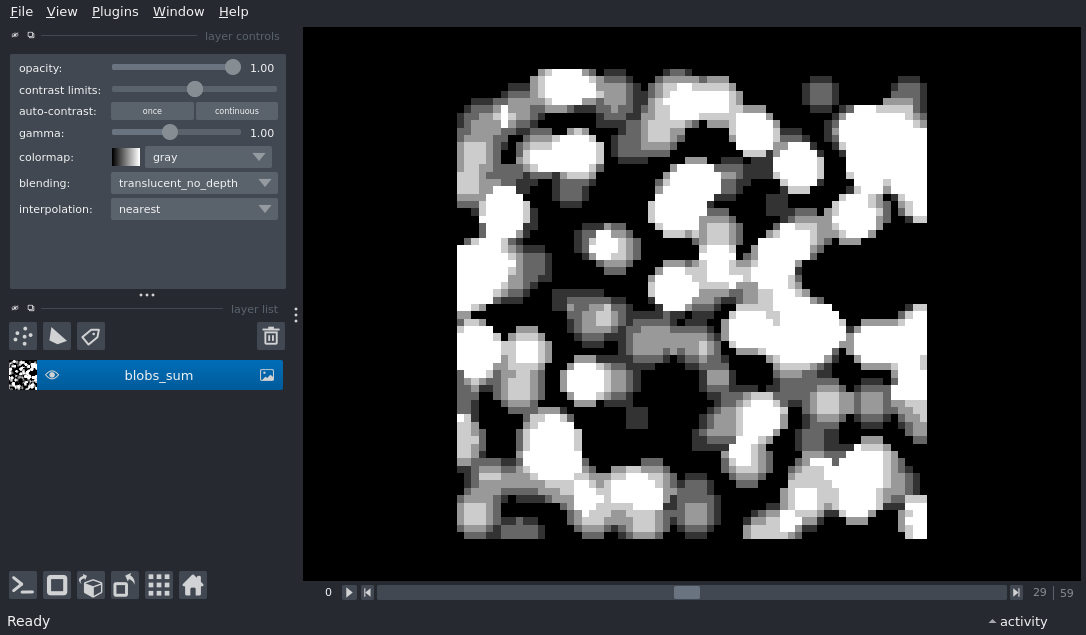 File View Plugins Window Help
layer controls
opacity: 1.00
contrast limits:
auto-contrast: once continuous
gamma: 1.00
colormap: gray
blending: translucent_no_depth
interpolation: nearest
layer list
blobs_sum
0 29 59
Ready activity